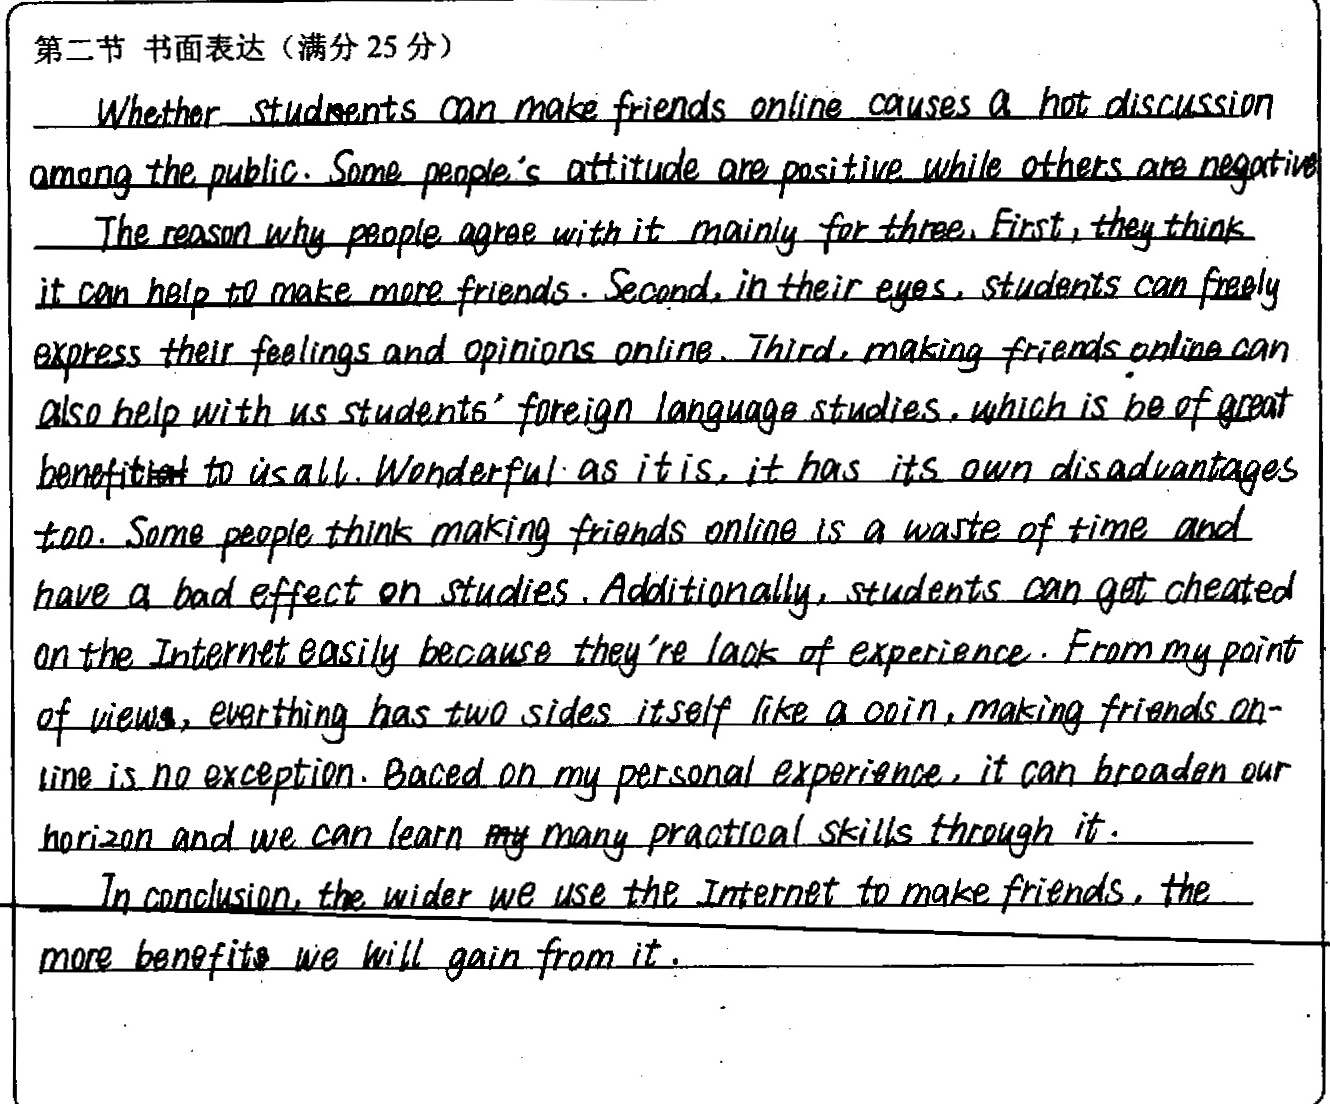 第二节 书面表达（满分 25 分）
Whether students can make friends online causes a hot discussion
among the public. Some people's attitude are positive while others are negative
The reason why people agree with it mainly for three. First, they think
it can help to make more friends. Second, in their eyes, students can freely
express their feelings and opinions online. Third, making friends online can
also help with us students' foreign language studies, which is be of great
benefit to us all. Wonderful as it is, it has its own disadvantages
too. Some people think making friends online is a waste of time and
have a bad effect on studies. Additionally, students can get cheated
on the Internet easily because they're lack of experience. From my point
of views, everthing has two sides itself like a coin, making friends on-
line is no exception. Baced on my personal experience, it can broaden our
horizon and we can learn many practical skills through it.
In conclusion, the wider we use the Internet to make friends, the
more benefits we will gain from it.